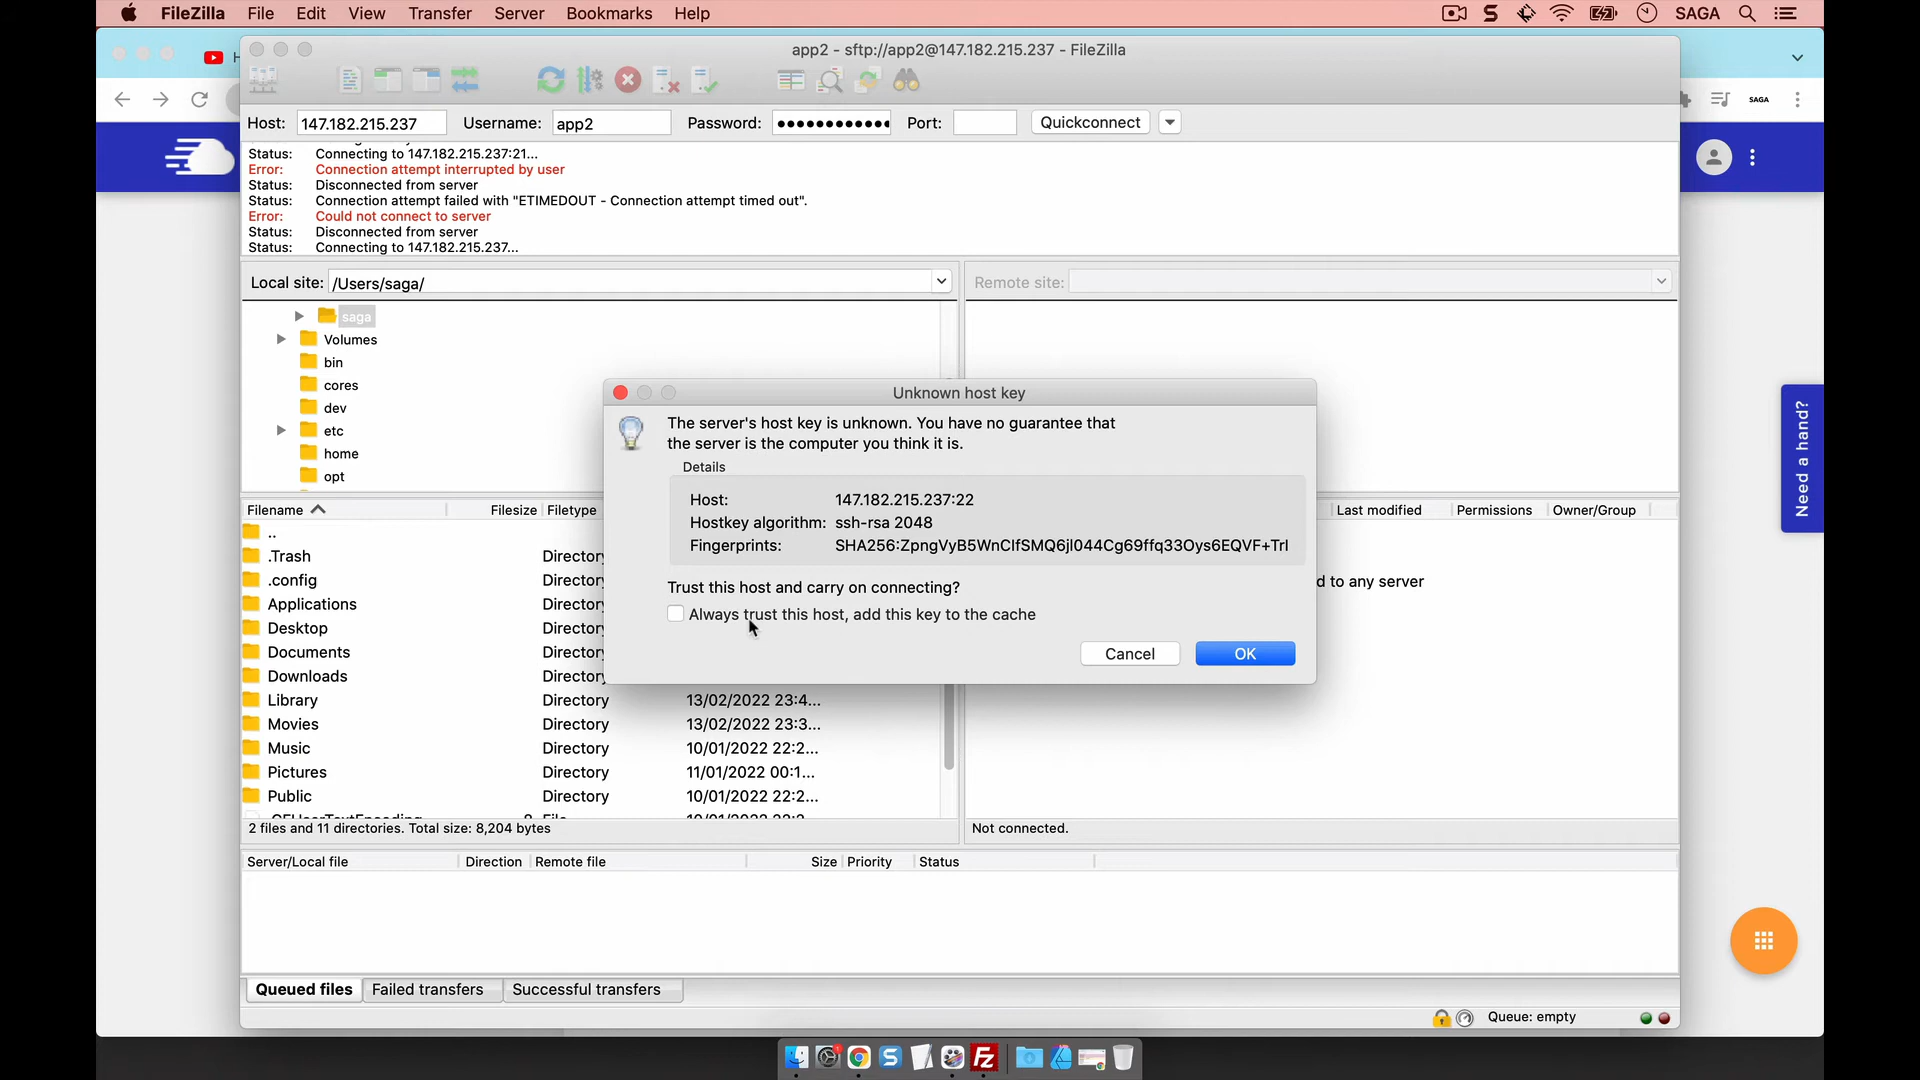 FileZilla File Edit View Transfer Server Bookmarks Help SAGA
app2 - sftp://app2@147.182.215.237 - FileZilla
SAGA
Host: 147.182.215.237 Username: app2 Password: ●●●●●●●●●●●● Port: Quickconnect
Status: Connecting to 147.182.215.237:21...
Error: Connection attempt interrupted by user
Status: Disconnected from server
Status: Connection attempt failed with "ETIMEDOUT - Connection attempt timed out".
Error: Could not connect to server
Status: Disconnected from server
Status: Connecting to 147.182.215.237...
Local site: /Users/saga/ Remote site:
saga
Volumes
bin
cores
dev
etc
home
opt
Unknown host key
The server's host key is unknown. You have no guarantee that
the server is the computer you think it is.
Details
Host: 147.182.215.237:22
Hostkey algorithm: ssh-rsa 2048
Fingerprints: SHA256:ZpngVyB5WnClfSMQ6jl044Cg69ffq33Oys6EQVF+TrI
Trust this host and carry on connecting?
Always trust this host, add this key to the cache
Cancel OK
Need a hand?
Filename Filesize Filetype Last modified Permissions Owner/Group
..
.Trash Directory
.config Directory
d to any server
Applications Directory
Desktop Directory
Documents Directory
Downloads Directory
Library Directory 13/02/2022 23:4...
Movies Directory 13/02/2022 23:3...
Music Directory 10/01/2022 22:2...
Pictures Directory 11/01/2022 00:1...
Public Directory 10/01/2022 22:2...
2 files and 11 directories. Total size: 8,204 bytes Not connected.
Server/Local file Direction Remote file Size Priority Status
Queued files Failed transfers Successful transfers
Queue: empty